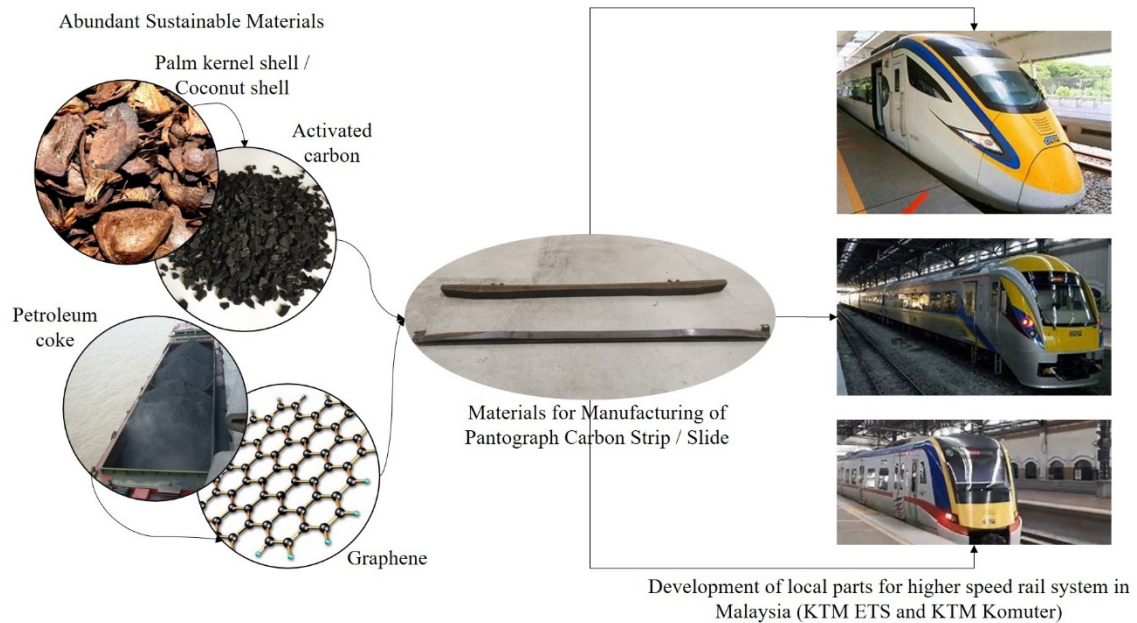 Abundant Sustainable Materials
Palm kernel shell /
Coconut shell
Activated
carbon
Petroleum
coke
Graphene
Materials for Manufacturing of
Pantograph Carbon Strip / Slide
Development of local parts for higher speed rail system in
Malaysia (KTM ETS and KTM Komuter)